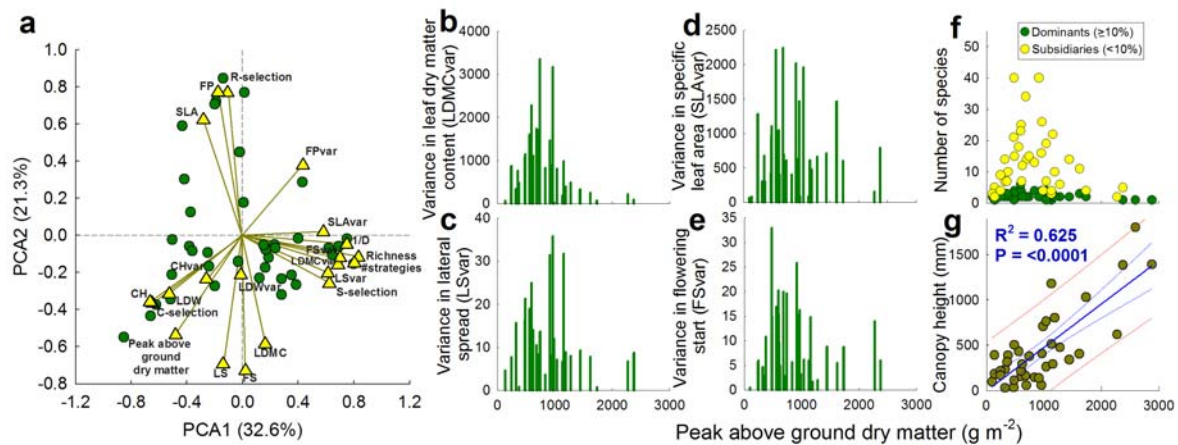 a
PCA2 (21.3%)
1.0
0.8
0.6
0.4
0.2
0.0
-0.2
-0.4
-0.6
-0.8
FP
R-selection
SLA
FPvar
SLAvar
1/D
FSvar
Richness
LDMCvar
#strategies
LSvar
S-selection
CHvar
LDWvar
CH
LDW
C-selection
Peak above
ground
dry matter
LDMC
LS
FS
-1.2
-0.8
-0.4
0.0
0.4
0.8
1.2
PCA1 (32.6%)
b
Variance in leaf dry matter
content (LDMCvar)
4000
3000
2000
1000
0
c
Variance in lateral
spread (LSvar)
40
30
20
10
0
0
1000
2000
3000
d
Variance in specific
leaf area (SLAvar)
2500
2000
1500
1000
500
0
e
Variance in flowering
start (FSvar)
35
30
25
20
15
10
5
0
0
1000
2000
3000
f
Dominants (≥10%)
Subsidiaries (<10%)
Number of species
50
40
30
20
10
0
g
R² = 0.625
P = <0.0001
Canopy height (mm)
1500
1000
500
0
0
1000
2000
3000
Peak above ground dry matter (g m⁻²)